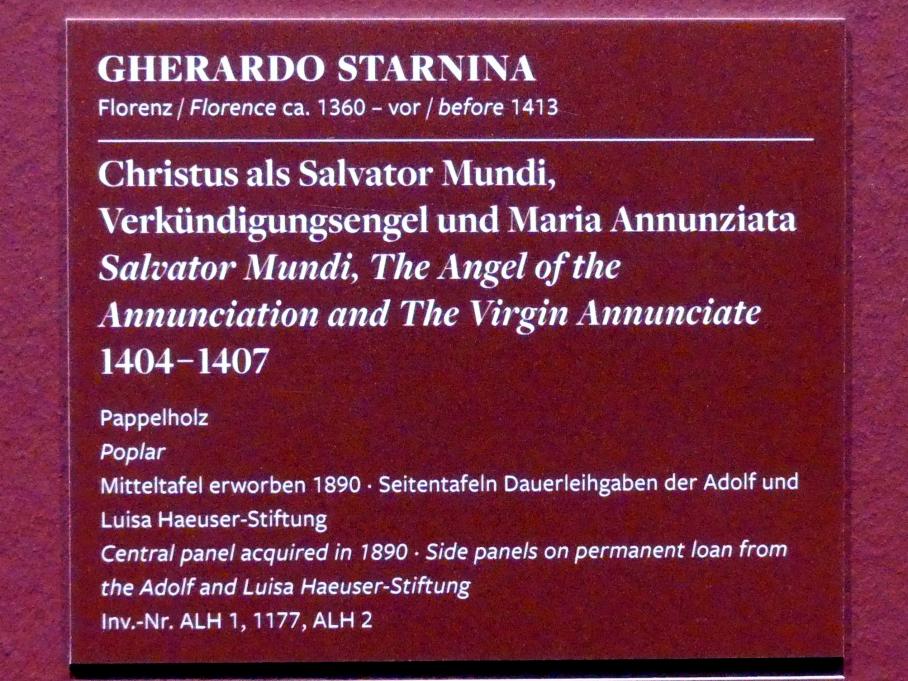 GHERARDO STARNINA
Florenz / Florence ca. 1360 – vor / before 1413
Christus als Salvator Mundi,
Verkündigungsengel und Maria Annunziata
Salvator Mundi, The Angel of the
Annunciation and The Virgin Annunciate
1404–1407
Pappelholz
Poplar
Mitteltafel erworben 1890 · Seitentafeln Dauerleihgaben der Adolf und
Luisa Haeuser-Stiftung
Central panel acquired in 1890 · Side panels on permanent loan from
the Adolf and Luisa Haeuser-Stiftung
Inv.-Nr. ALH 1, 1177, ALH 2